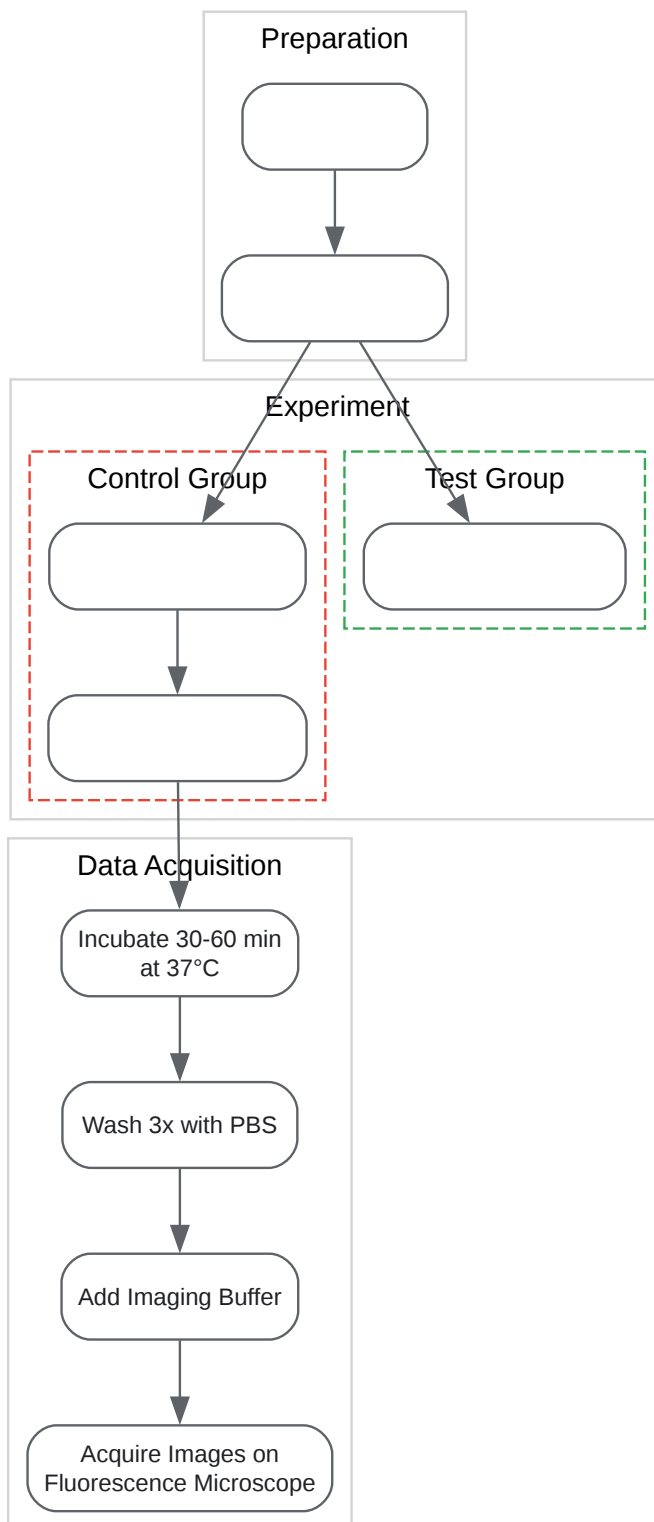 Preparation
Experiment
Control Group
Test Group
Data Acquisition
Incubate 30-60 min
at 37°C
Wash 3x with PBS
Add Imaging Buffer
Acquire Images on
Fluorescence Microscope